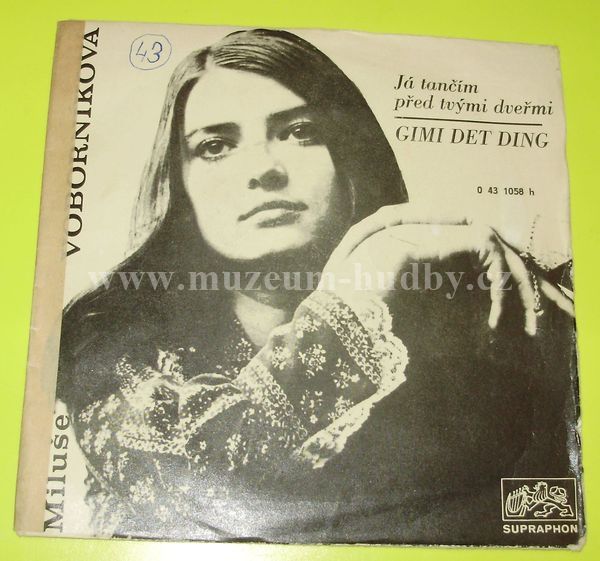 43
Miluše VOBORNÍKOVÁ
Já tančím
před tvými dveřmi
GIMI DET DING
0 43 1058 h
www.muzeum-hudby.cz
SUPRAPHON